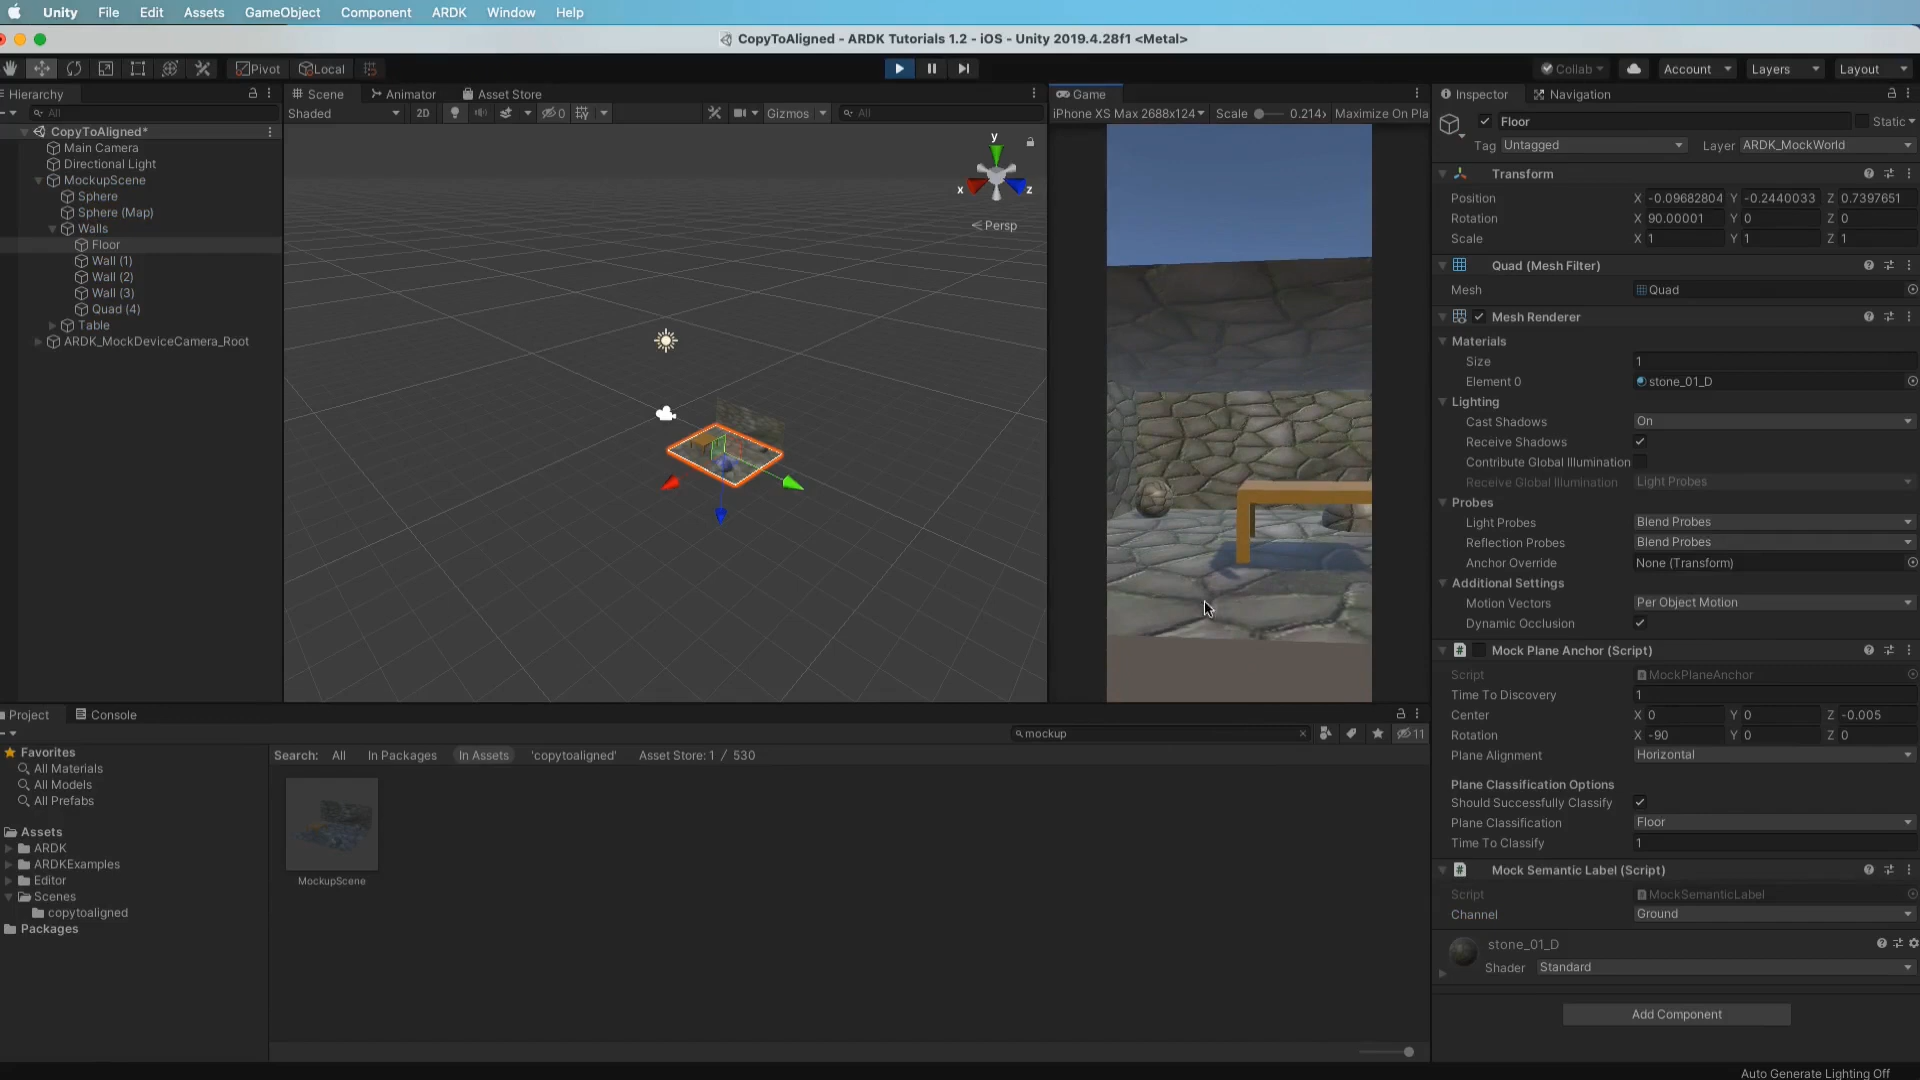 Unity File Edit Assets GameObject Component ARDK Window Help
CopyToAligned - ARDK Tutorials 1.2 - iOS - Unity 2019.4.28f1 <Metal>
Pivot Local Collab Account Layers Layout
Hierarchy
All
CopyToAligned*
Main Camera
Directional Light
MockupScene
Sphere
Sphere (Map)
Walls
Floor
Wall (1)
Wall (2)
Wall (3)
Quad (4)
Table
ARDK_MockDeviceCamera_Root
Scene Animator Asset Store
Shaded 2D 0 Gizmos All
y
x z
Persp
Game
iPhone XS Max 2688x124 Scale 0.214x Maximize On Pla
Inspector Navigation
Floor Static
Tag Untagged Layer ARDK_MockWorld
Transform
Position X -0.09682804 Y -0.2440033 Z 0.7397651
Rotation X 90.00001 Y 0 Z 0
Scale X 1 Y 1 Z 1
Quad (Mesh Filter)
Mesh Quad
Mesh Renderer
Materials
Size 1
Element 0 stone_01_D
Lighting
Cast Shadows On
Receive Shadows
Contribute Global Illumination
Receive Global Illumination Light Probes
Probes
Light Probes Blend Probes
Reflection Probes Blend Probes
Anchor Override None (Transform)
Additional Settings
Motion Vectors Per Object Motion
Dynamic Occlusion
# Mock Plane Anchor (Script)
Script MockPlaneAnchor
Time To Discovery 1
Center X 0 Y 0 Z -0.005
Rotation X -90 Y 0 Z 0
Plane Alignment Horizontal
Plane Classification Options
Should Successfully Classify
Plane Classification Floor
Time To Classify 1
# Mock Semantic Label (Script)
Script MockSemanticLabel
Channel Ground
stone_01_D
Shader Standard
Add Component
Project Console
mockup 11
Favorites
All Materials
All Models
All Prefabs
Assets
ARDK
ARDKExamples
Editor
Scenes
copytoaligned
Packages
Search: All In Packages In Assets 'copytoaligned' Asset Store: 1 / 530
MockupScene
Auto Generate Lighting Off